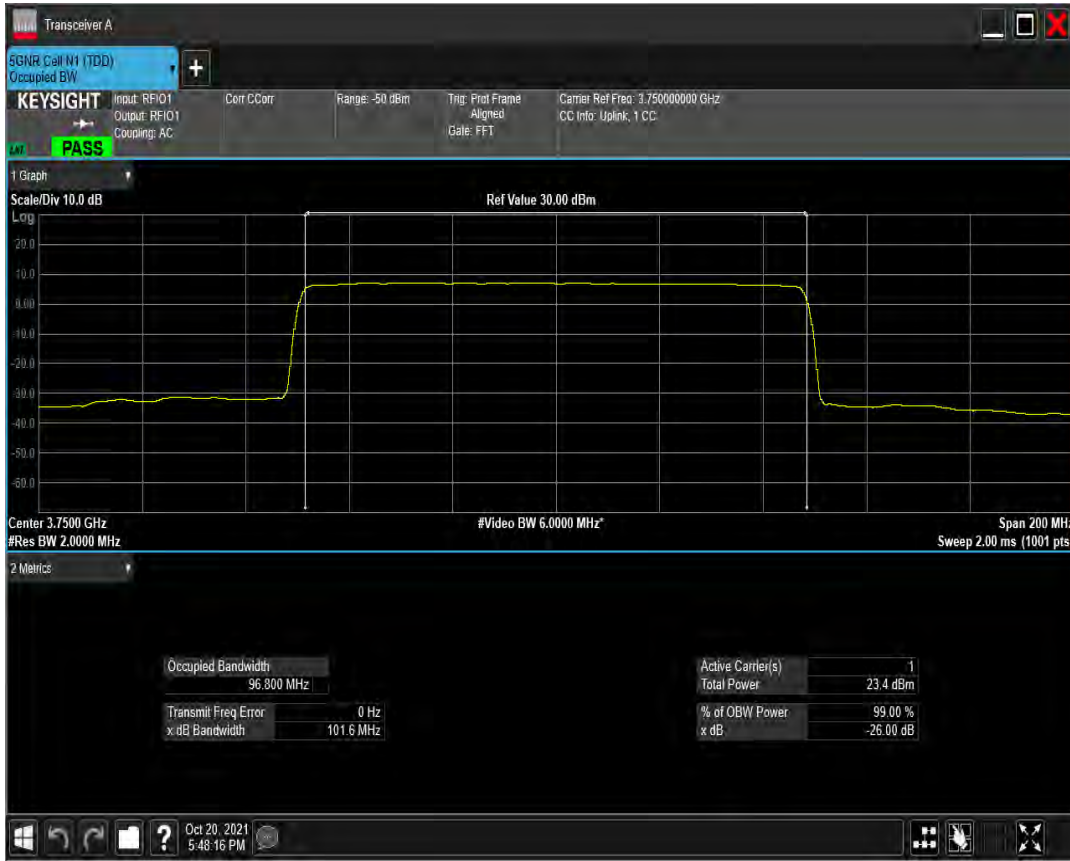 Transceiver A
5GNR Cell N1 (TDD)
Occupied BW
+
KEYSIGHT
Input: RFIO1
Output: RFIO1
Coupling: AC
Corr CCorr
Range: -50 dBm
Trig: Prot Frame
Aligned
Gate: FFT
Carrier Ref Freq: 3.750000000 GHz
CC Info: Uplink, 1 CC
PASS
1 Graph
Scale/Div 10.0 dB
Ref Value 30.00 dBm
Log
20.0
10.0
0.00
-10.0
-20.0
-30.0
-40.0
-50.0
-60.0
Center 3.7500 GHz
#Video BW 6.0000 MHz*
Span 200 MHz
#Res BW 2.0000 MHz
Sweep 2.00 ms (1001 pts
2 Metrics
Occupied Bandwidth
96.800 MHz
Transmit Freq Error 0 Hz
x dB Bandwidth 101.6 MHz
Active Carrier(s) 1
Total Power 23.4 dBm
% of OBW Power 99.00 %
x dB -26.00 dB
?
Oct 20, 2021
5:48:16 PM